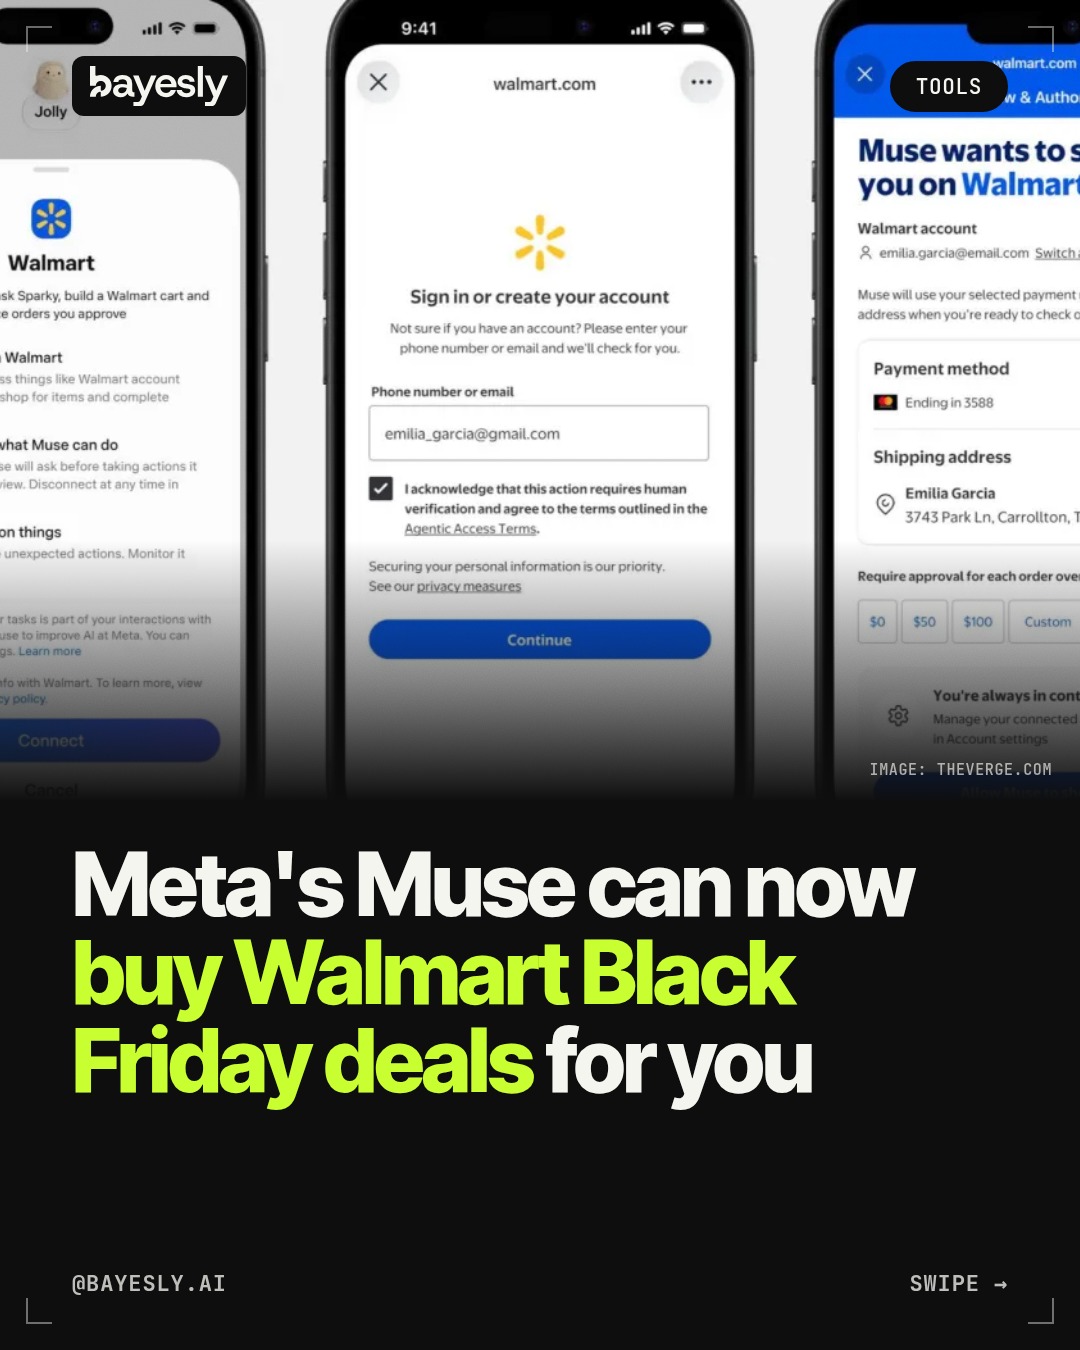 9:41
bayesly
Jolly
Walmart
sk Sparky, build a Walmart cart and
e orders you approve
Walmart
ss things like Walmart account
shop for items and complete
what Muse can do
se will ask before taking actions it
view. Disconnect at any time in
on things
unexpected actions. Monitor it
r tasks is part of your interactions with
use to improve AI at Meta. You can
gs. Learn more
nfo with Walmart. To learn more, view
cy policy.
Connect
Cancel
walmart.com
Sign in or create your account
Not sure if you have an account? Please enter your
phone number or email and we'll check for you.
Phone number or email
emilia_garcia@gmail.com
I acknowledge that this action requires human
verification and agree to the terms outlined in the
Agentic Access Terms.
Securing your personal information is our priority.
See our privacy measures
Continue
walmart.com
TOOLS
w & Autho
Muse wants to s
you on Walmart
Walmart account
emilia.garcia@email.com Switch a
Muse will use your selected payment
address when you're ready to check o
Payment method
Ending in 3588
Shipping address
Emilia Garcia
3743 Park Ln, Carrollton, T
Require approval for each order over
$0 $50 $100 Custom
You're always in cont
Manage your connected
in Account settings
IMAGE: THEVERGE.COM
Meta's Muse can now
buy Walmart Black
Friday deals for you
@BAYESLY.AI
SWIPE →